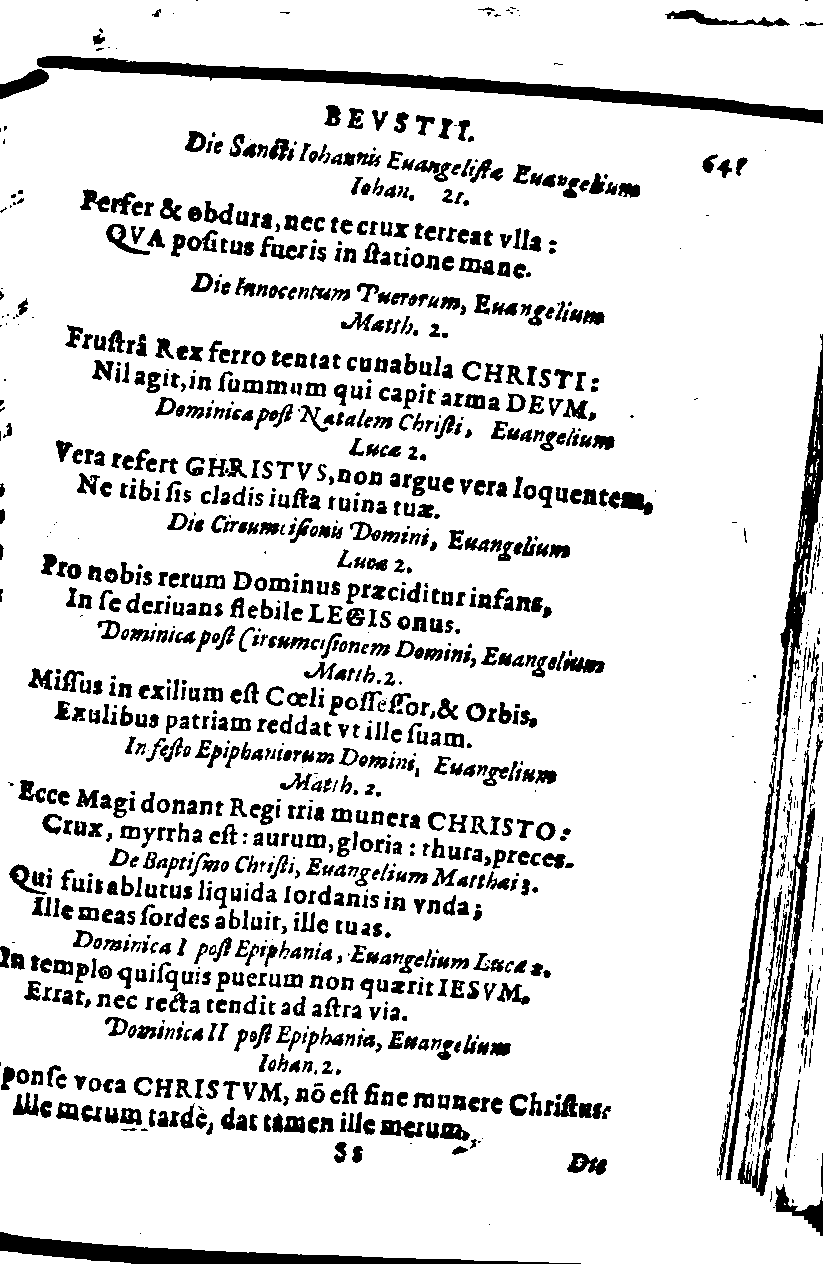 BEVSTII.
641
Die Sancti Iohannis Euangelistæ Euangelium
Iohan. 21.
Perfer & obdura, nec te crux terreat vlla:
QVA positus fueris in statione mane.
Die Innocentum Puerorum, Euangelium
Matth. 2.
Frustrâ Rex ferro tentat cunabula CHRISTI:
Nil agit, in summum qui capit arma DEVM,
Dominica post Natalem Christi, Euangelium
Lucæ 2.
Vera refert CHRISTVS, non argue vera loquentem,
Ne tibi sis cladis iusta ruina tuæ.
Die Circumcisionis Domini, Euangelium
Lucæ 2.
Pro nobis rerum Dominus præciditur infans,
In se deriuans flebile LEGIS onus.
Dominica post Circumcisionem Domini, Euangelium
Matth. 2.
Missus in exilium est Cœli possessor, & Orbis,
Exulibus patriam reddat vt ille suam.
In festo Epiphaniorum Domini, Euangelium
Matth. 2.
Ecce Magi donant Regi tria munera CHRISTO:
Crux, myrrha est: aurum, gloria: thura, preces.
De Baptismo Christi, Euangelium Matthæi 3.
Qui fuit ablutus liquida Iordanis in vnda;
Ille meas sordes abluit, ille tuas.
Dominica I post Epiphania, Euangelium Lucæ 2.
In templo quisquis puerum non quærit IESVM,
Errat, nec recta tendit ad astra via.
Dominica II post Epiphania, Euangelium
Iohan. 2.
ponse voca CHRISTVM, nō est sine munere Christus:
Ille merum tardè, dat tamen ille merum,
Ss
Die